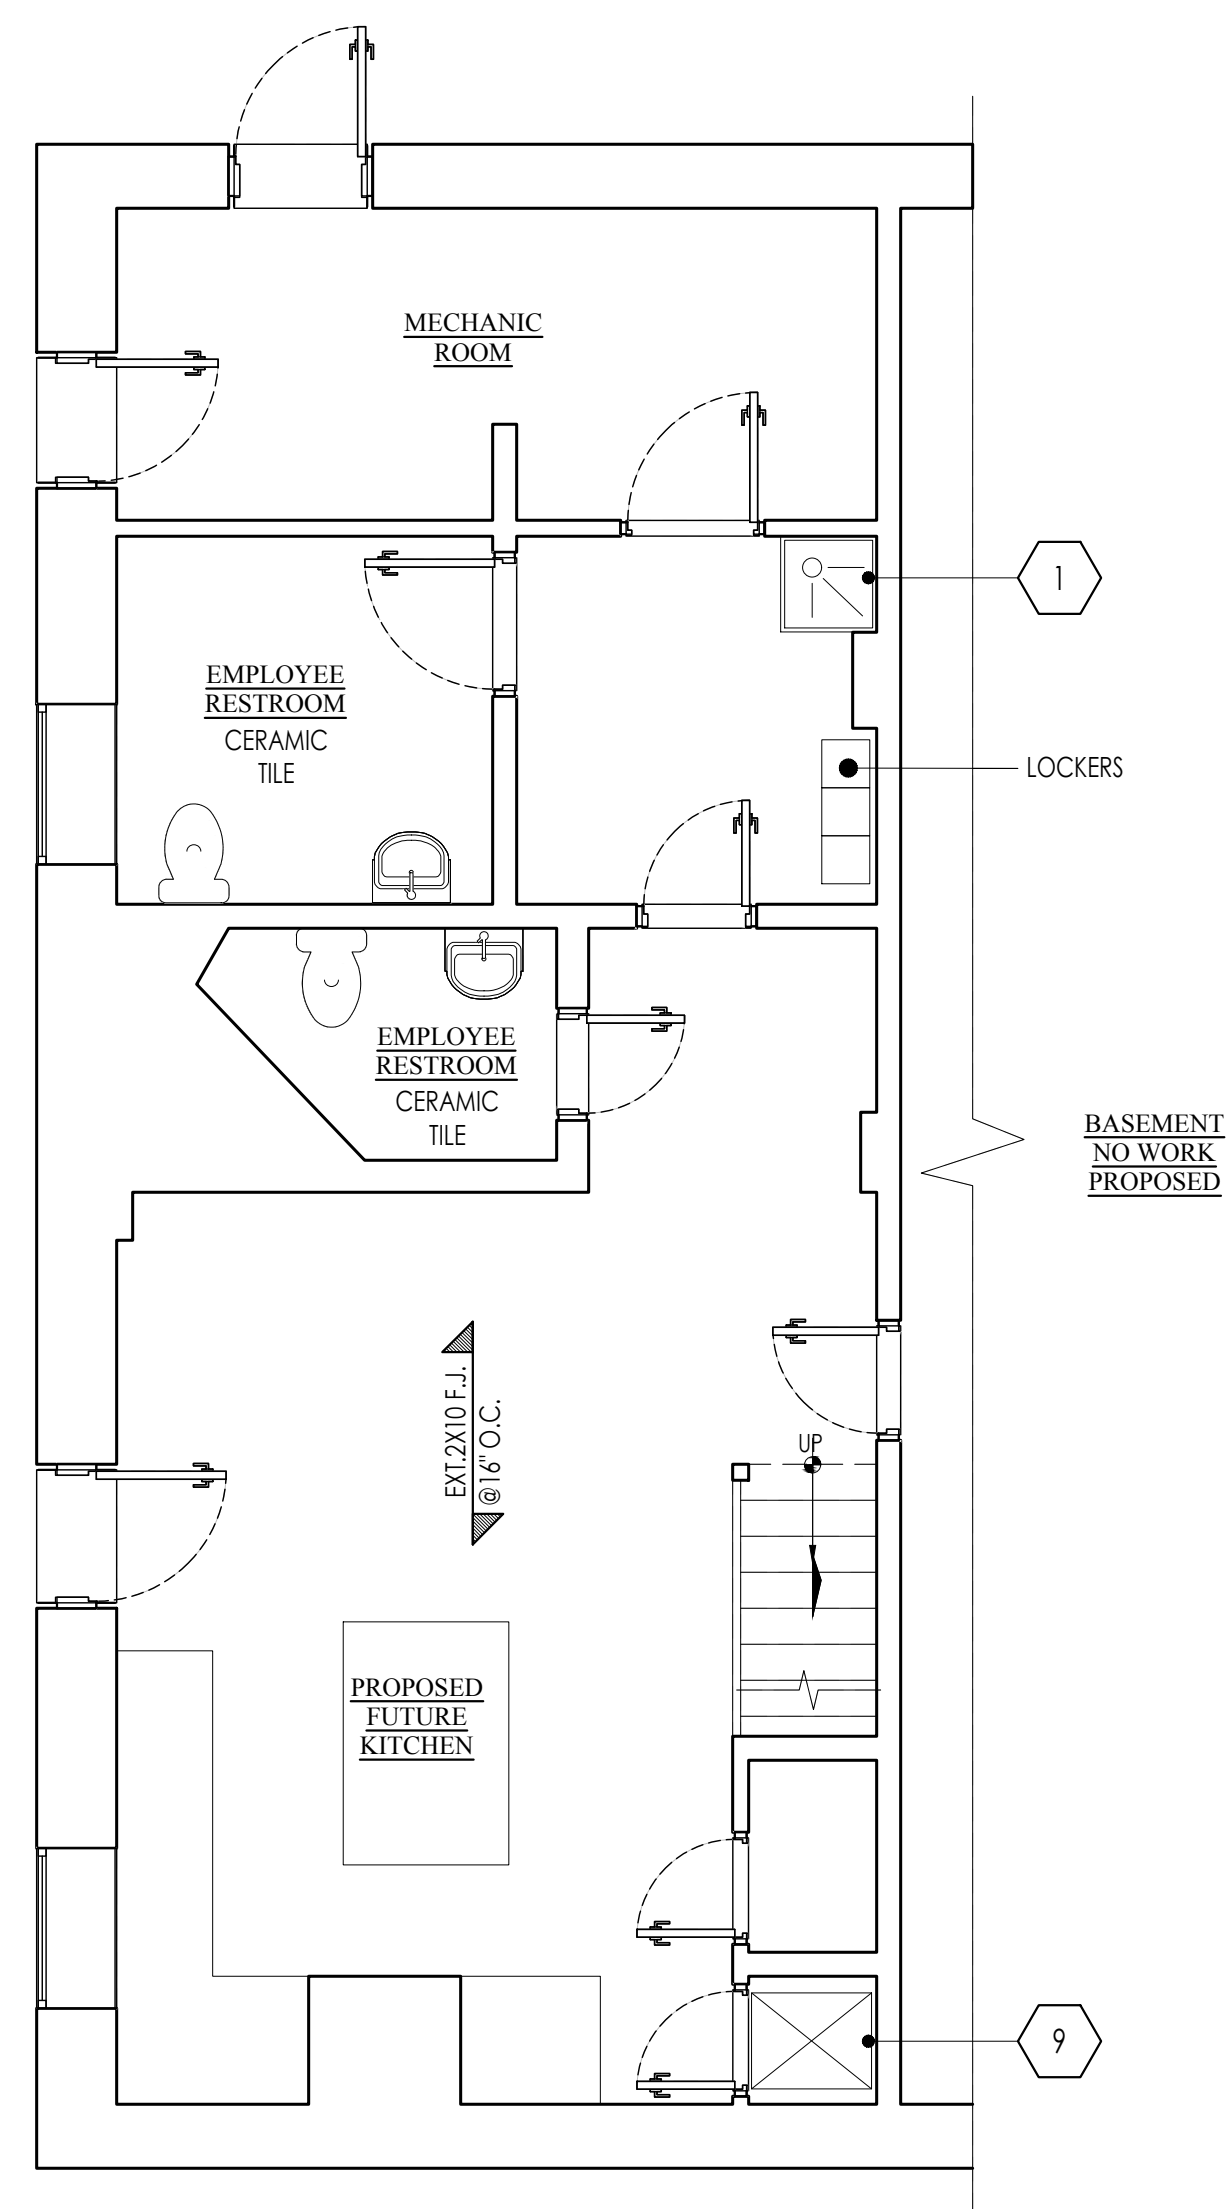 MECHANIC
ROOM
1
EMPLOYEE
RESTROOM
CERAMIC
TILE
LOCKERS
EMPLOYEE
RESTROOM
CERAMIC
TILE
BASEMENT
NO WORK
PROPOSED
EXT.2X10 F.J.
@16" O.C.
UP
PROPOSED
FUTURE
KITCHEN
9